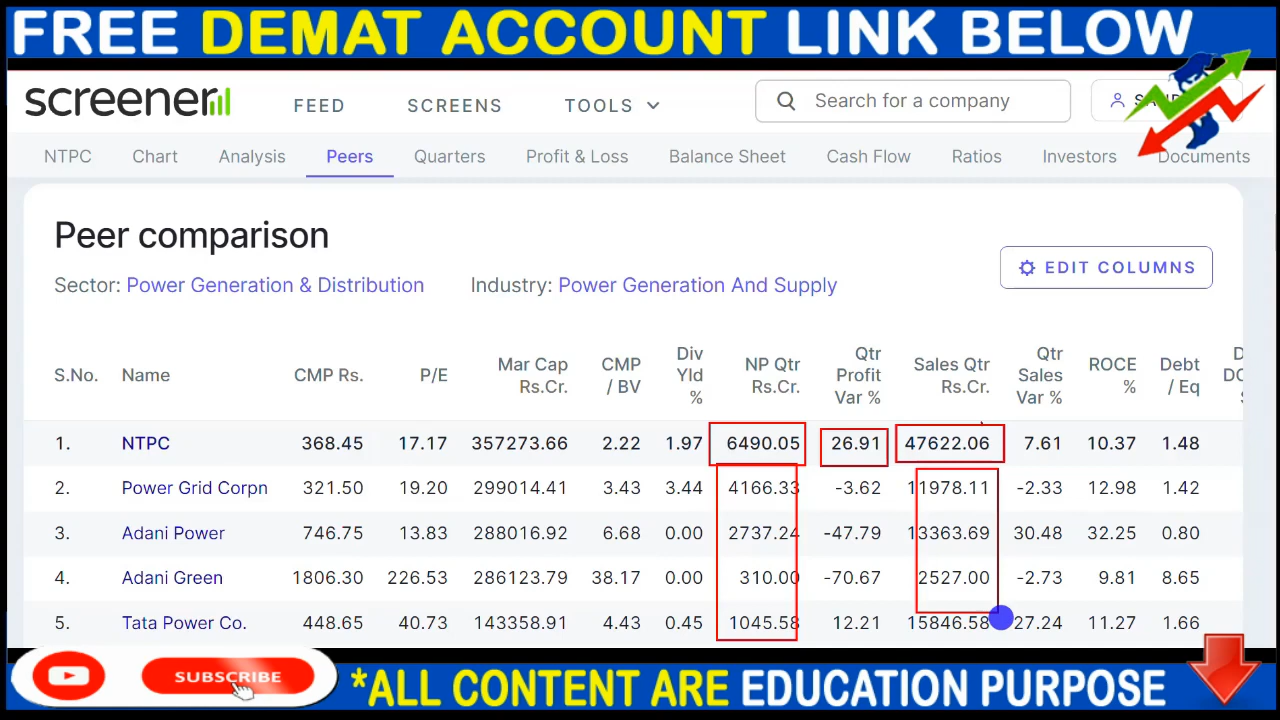 FREE DEMAT ACCOUNT LINK BELOW
screener
FEED SCREENS TOOLS Search for a company
NTPC Chart Analysis Peers Quarters Profit & Loss Balance Sheet Cash Flow Ratios Investors Documents
Peer comparison
EDIT COLUMNS
Sector: Power Generation & Distribution Industry: Power Generation And Supply
S.No. Name CMP Rs. P/E Mar Cap Rs.Cr. CMP / BV Div Yld % NP Qtr Rs.Cr. Qtr Profit Var % Sales Qtr Rs.Cr. Qtr Sales Var % ROCE % Debt / Eq
1. NTPC 368.45 17.17 357273.66 2.22 1.97 6490.05 26.91 47622.06 7.61 10.37 1.48
2. Power Grid Corpn 321.50 19.20 299014.41 3.43 3.44 4166.33 -3.62 11978.11 -2.33 12.98 1.42
3. Adani Power 746.75 13.83 288016.92 6.68 0.00 2737.24 -47.79 13363.69 30.48 32.25 0.80
4. Adani Green 1806.30 226.53 286123.79 38.17 0.00 310.00 -70.67 2527.00 -2.73 9.81 8.65
5. Tata Power Co. 448.65 40.73 143358.91 4.43 0.45 1045.58 12.21 15846.58 27.24 11.27 1.66
SUBSCRIBE
*ALL CONTENT ARE EDUCATION PURPOSE